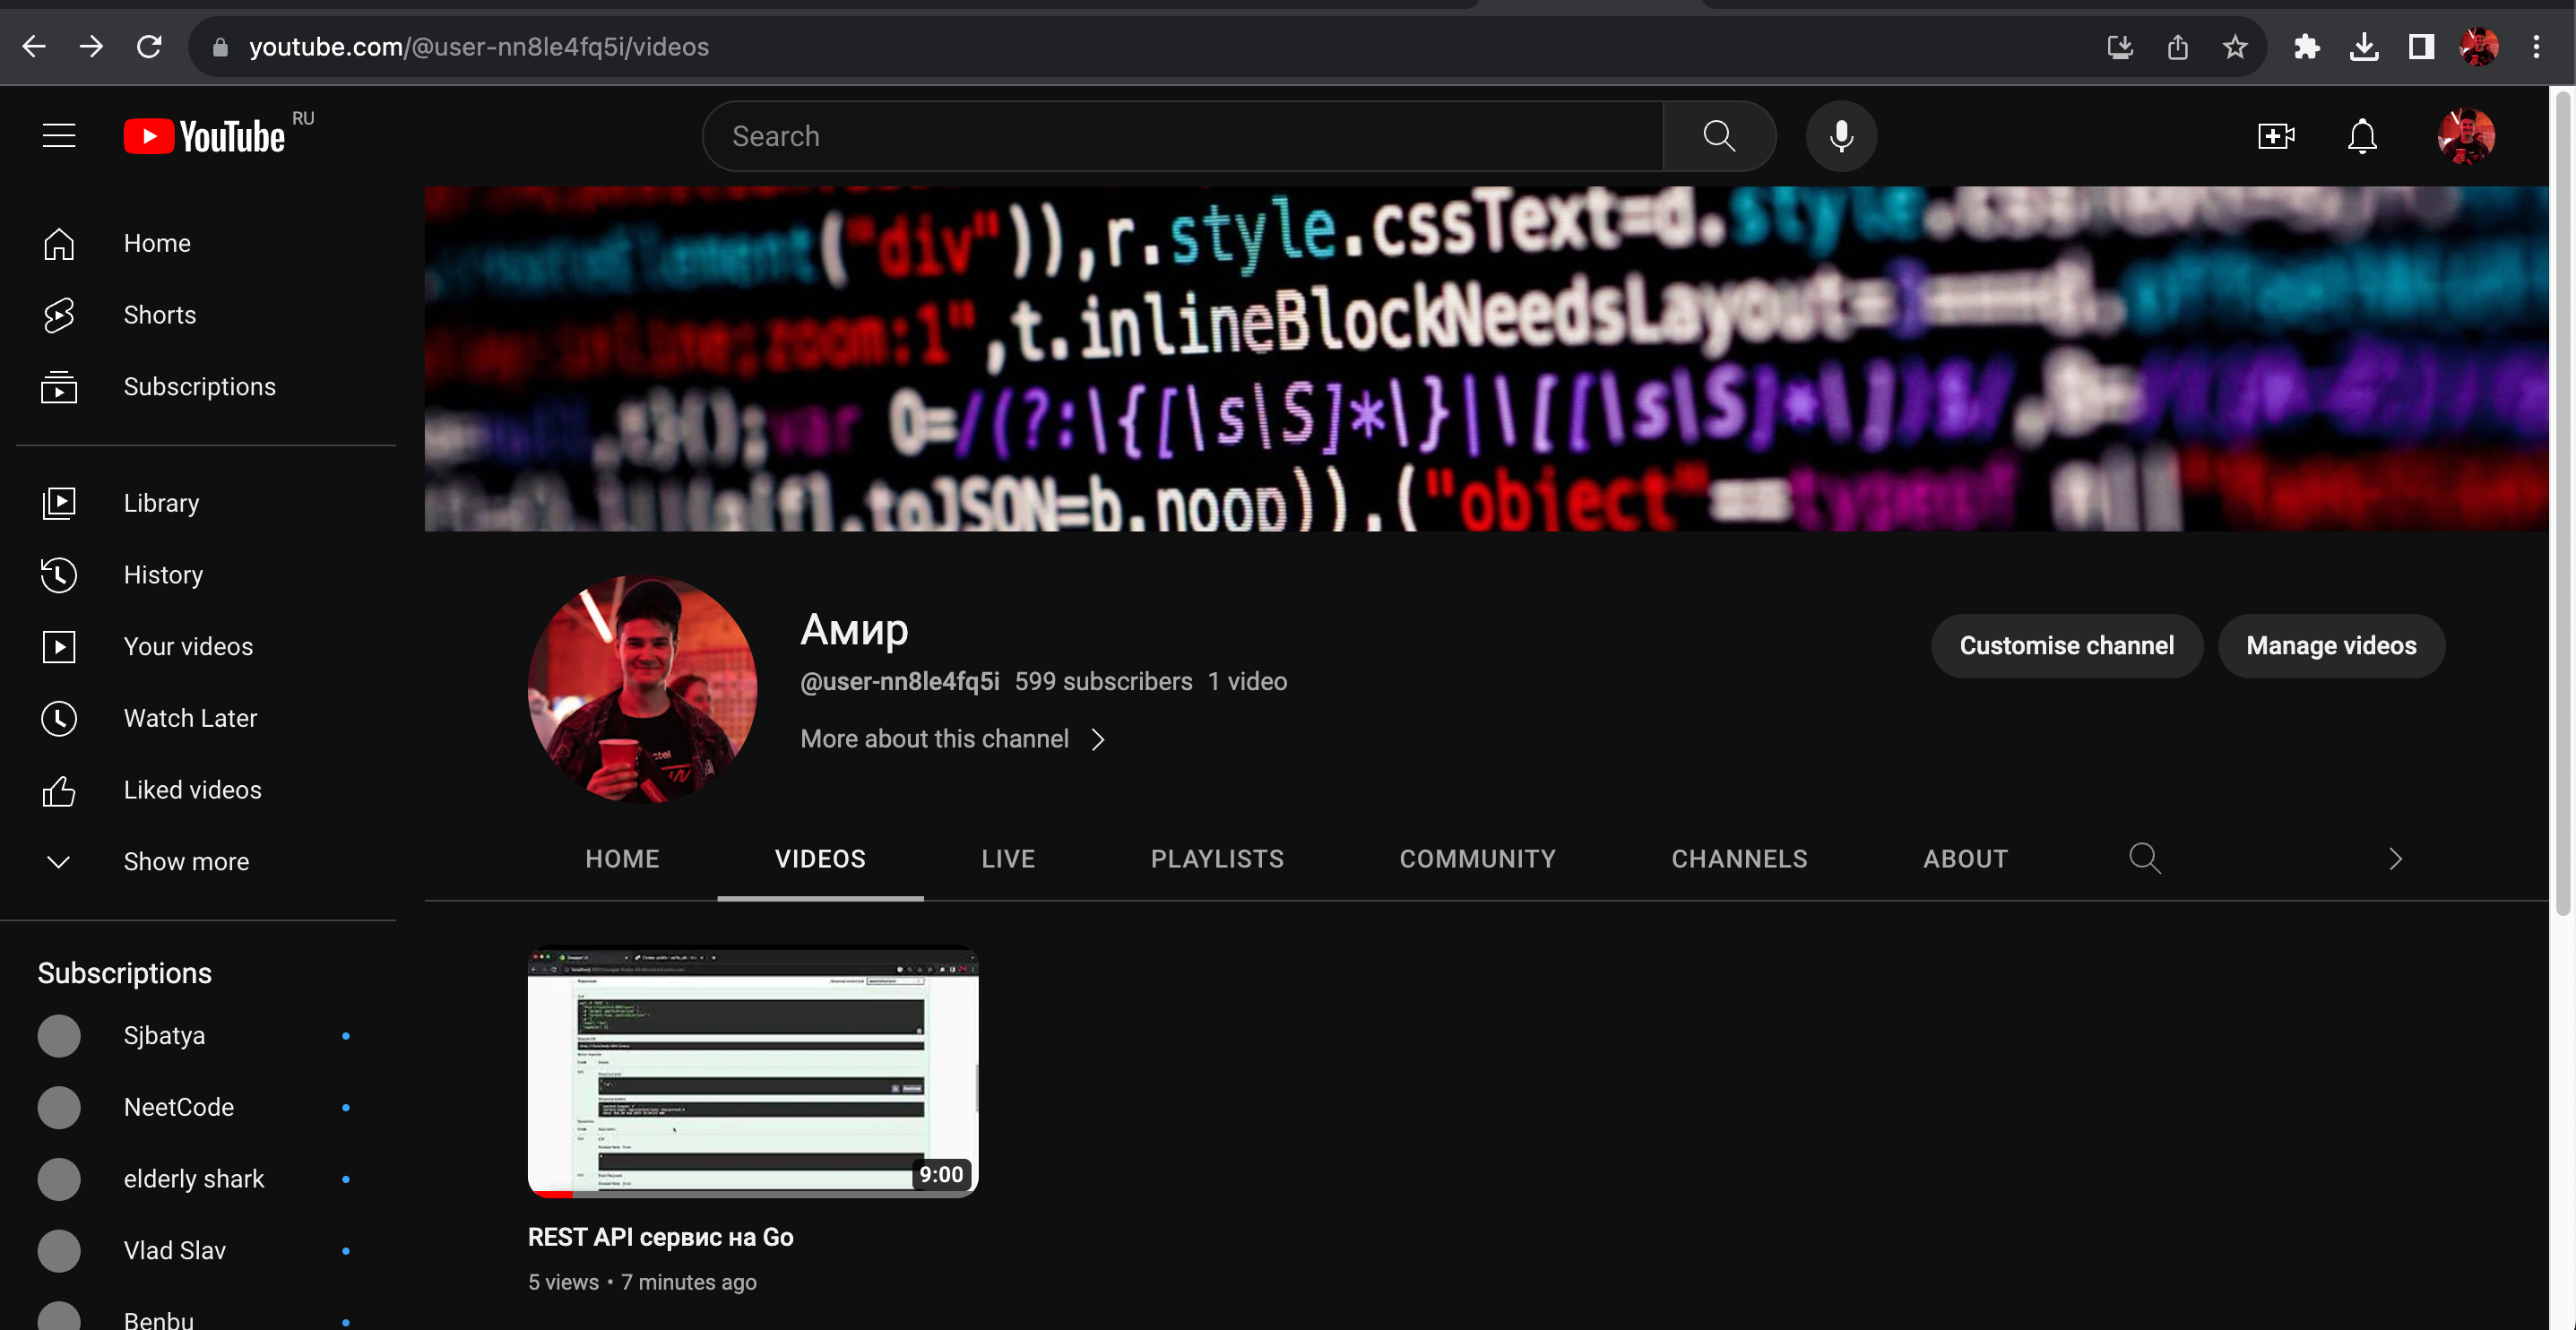 youtube.com/@user-nn8le4fq5i/videos
YouTube RU
Search
Home
Shorts
Subscriptions
Library
History
Your videos
Watch Later
Liked videos
Show more
Subscriptions
Sjbatya
NeetCode
elderly shark
Vlad Slav
Benbu
("div")),r.style.cssText=d.style.
zoom:1",t.inlineBlockNeedsLayout=
var O=/(?:\{[\s\S]*\}|\[[\s\S]*\])$/
.toJSON=b.noop)),("object"==typeof
Амир
@user-nn8le4fq5i 599 subscribers 1 video
More about this channel
Customise channel
Manage videos
HOME VIDEOS LIVE PLAYLISTS COMMUNITY CHANNELS ABOUT
9:00
REST API сервис на Go
5 views • 7 minutes ago